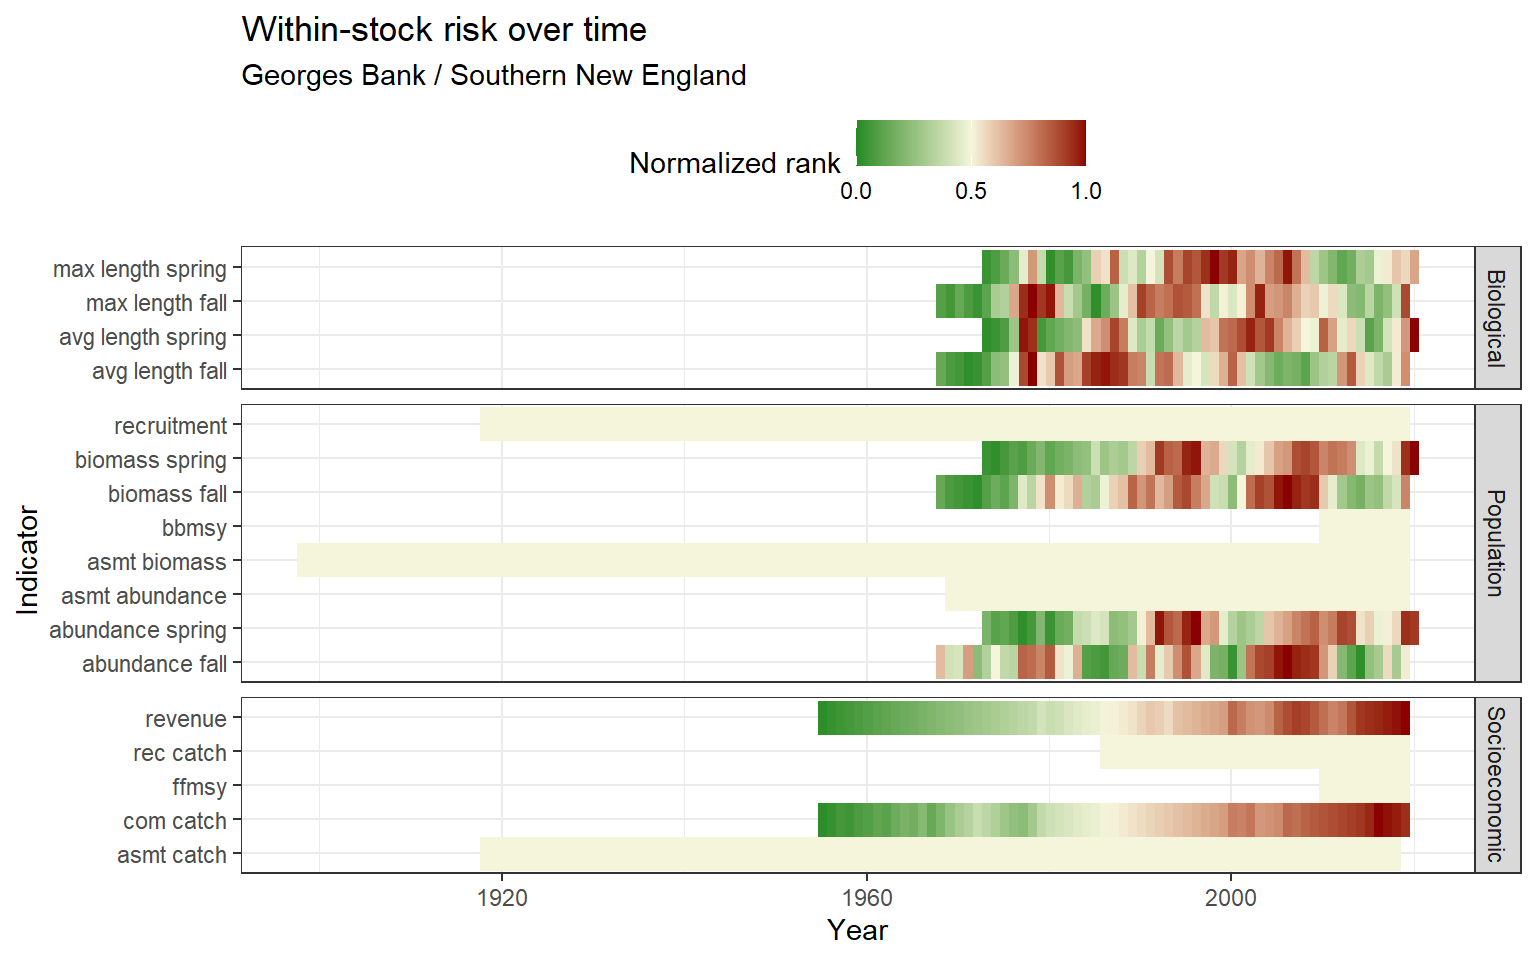 Within-stock risk over time
Georges Bank / Southern New England
Normalized rank
0.0 0.5 1.0
max length spring
max length fall
avg length spring
avg length fall
Biological
recruitment
biomass spring
biomass fall
bbmsy
asmt biomass
asmt abundance
abundance spring
abundance fall
Population
revenue
rec catch
ffmsy
com catch
asmt catch
Socioeconomic
Indicator
1920 1960 2000
Year